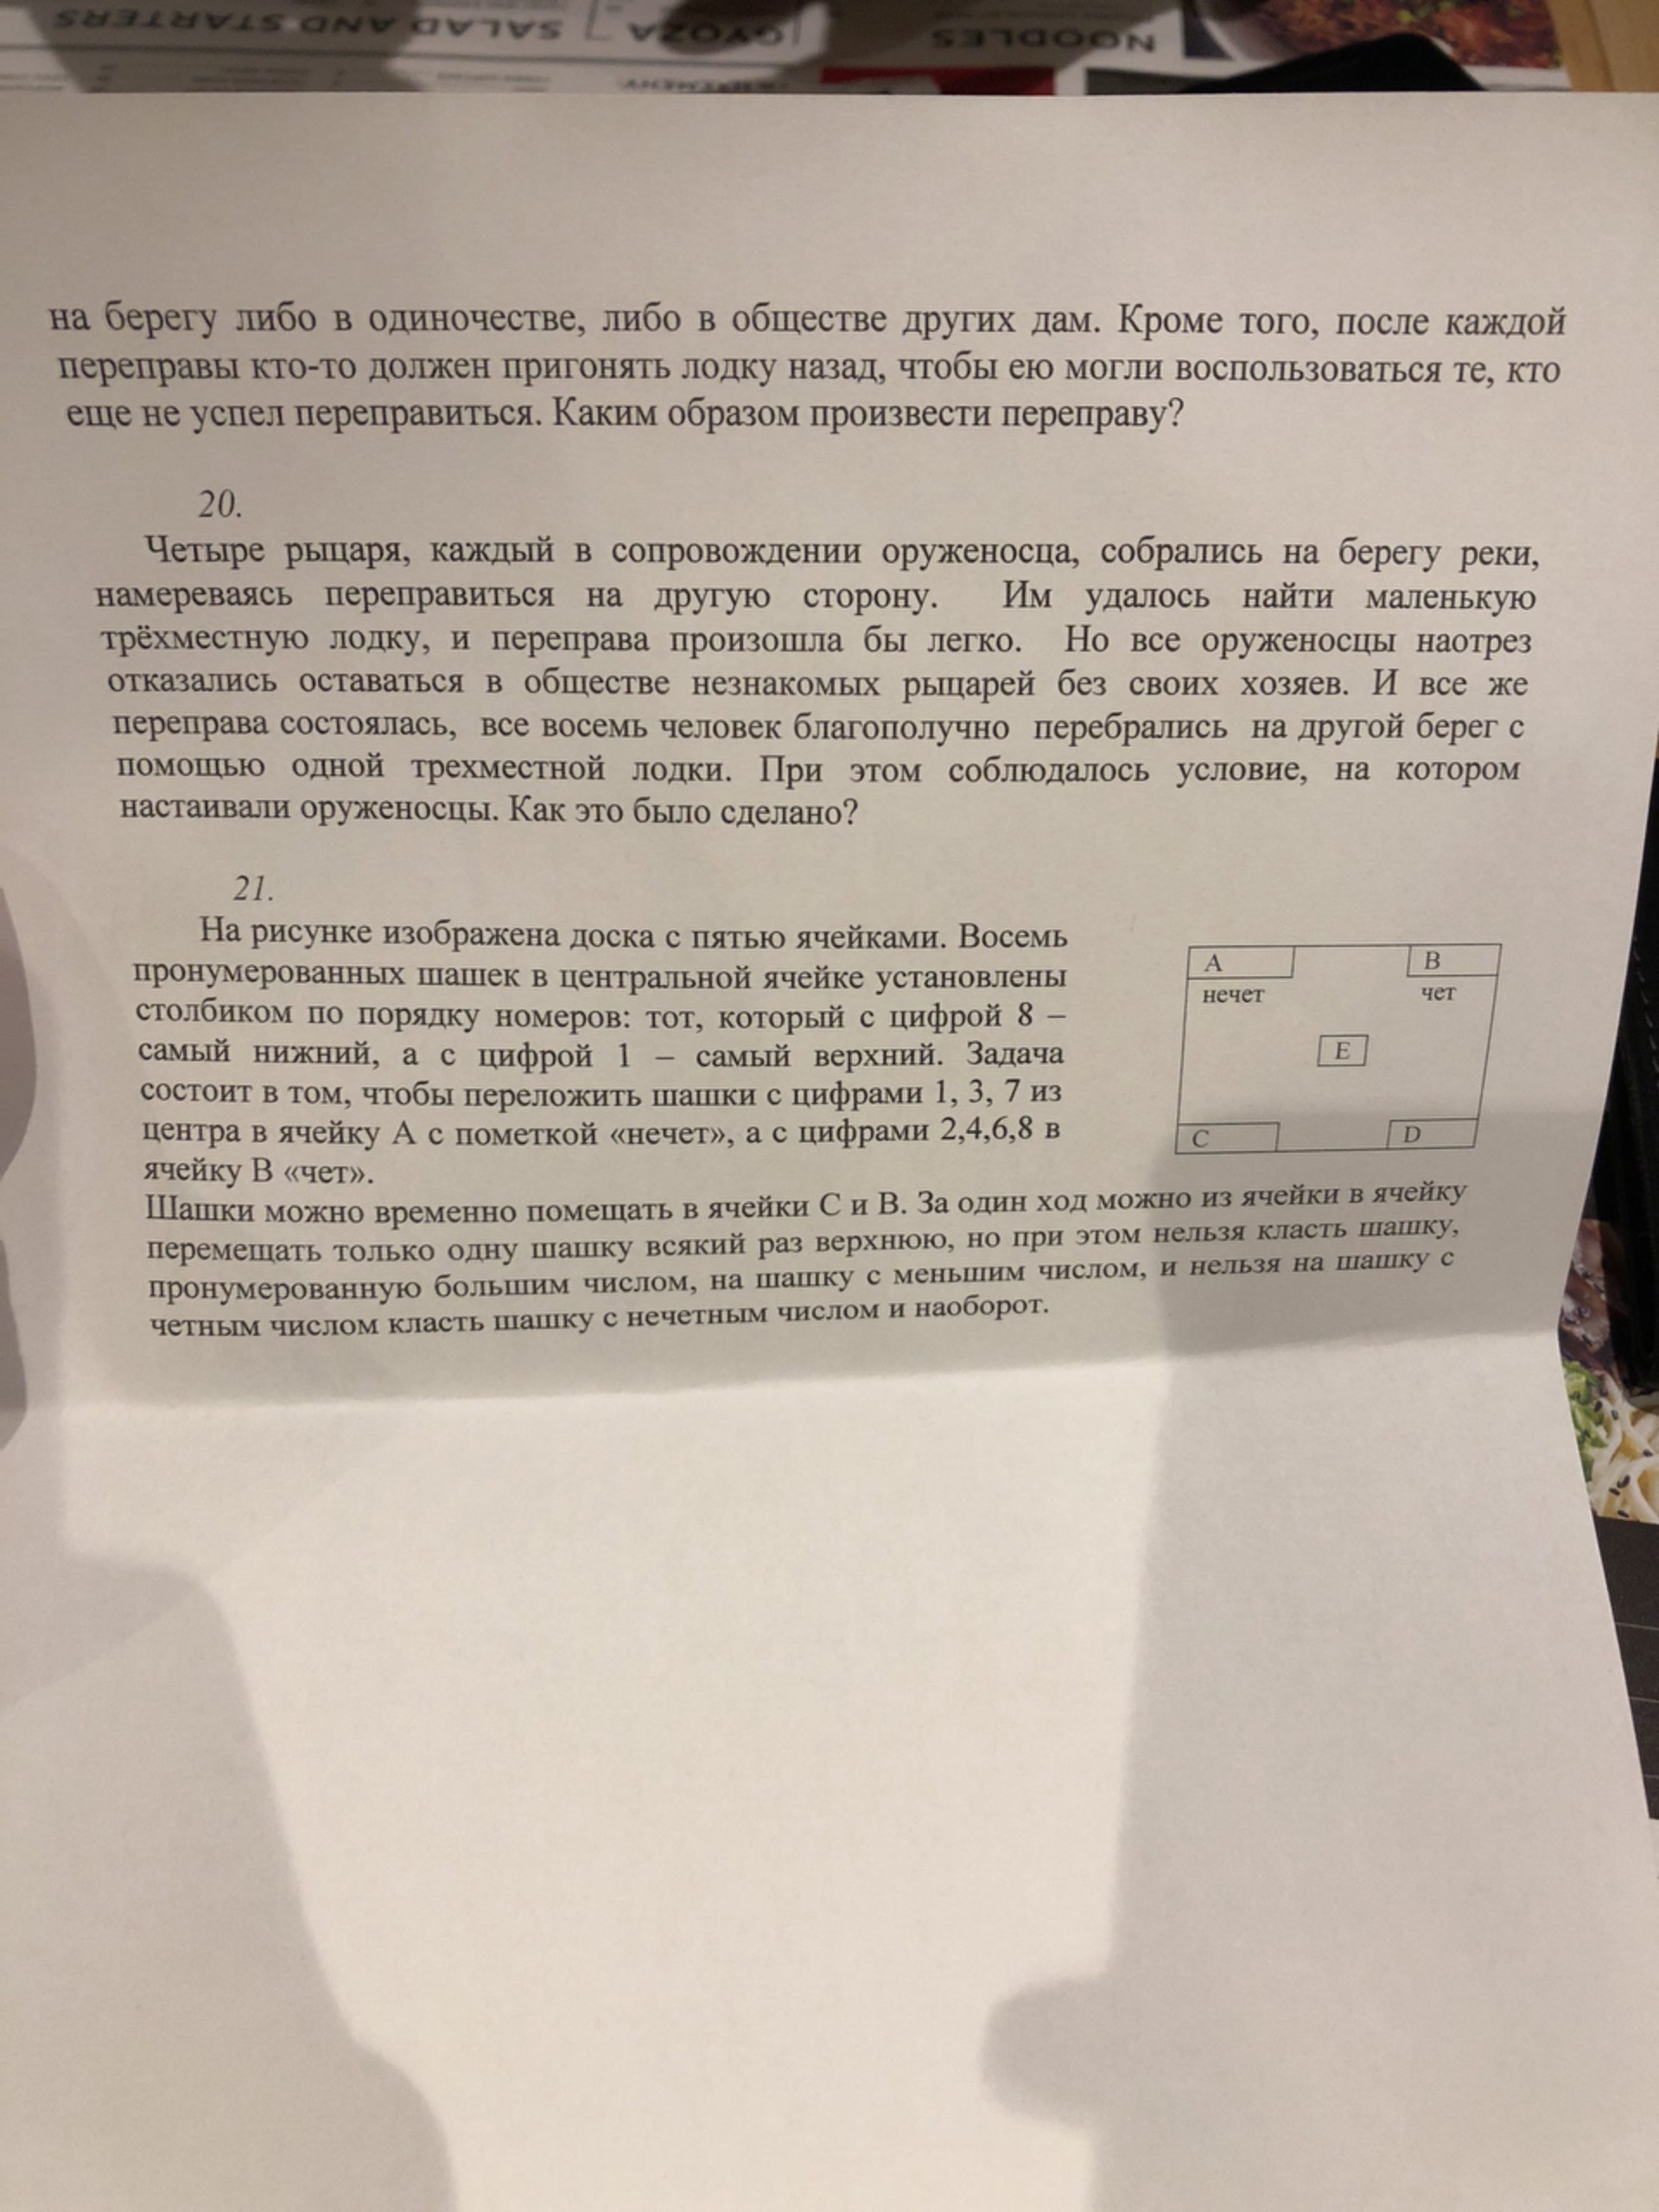 SALAD AND STARTERS
GYOZA
NOODLES
на берегу либо в одиночестве, либо в обществе других дам. Кроме того, после каждой
переправы кто-то должен пригонять лодку назад, чтобы ею могли воспользоваться те, кто
еще не успел переправиться. Каким образом произвести переправу?
20.
Четыре рыцаря, каждый в сопровождении оруженосца, собрались на берегу реки,
намереваясь переправиться на другую сторону. Им удалось найти маленькую
трёхместную лодку, и переправа произошла бы легко. Но все оруженосцы наотрез
отказались оставаться в обществе незнакомых рыцарей без своих хозяев. И все же
переправа состоялась, все восемь человек благополучно перебрались на другой берег с
помощью одной трехместной лодки. При этом соблюдалось условие, на котором
настаивали оруженосцы. Как это было сделано?
21.
На рисунке изображена доска с пятью ячейками. Восемь
пронумерованных шашек в центральной ячейке установлены
столбиком по порядку номеров: тот, который с цифрой 8 –
самый нижний, а с цифрой 1 – самый верхний. Задача
состоит в том, чтобы переложить шашки с цифрами 1, 3, 7 из
центра в ячейку А с пометкой «нечет», а с цифрами 2,4,6,8 в
ячейку В «чет».
A
B
нечет
чет
E
C
D
Шашки можно временно помещать в ячейки С и В. За один ход можно из ячейки в ячейку
перемещать только одну шашку всякий раз верхнюю, но при этом нельзя класть шашку,
пронумерованную большим числом, на шашку с меньшим числом, и нельзя на шашку с
четным числом класть шашку с нечетным числом и наоборот.